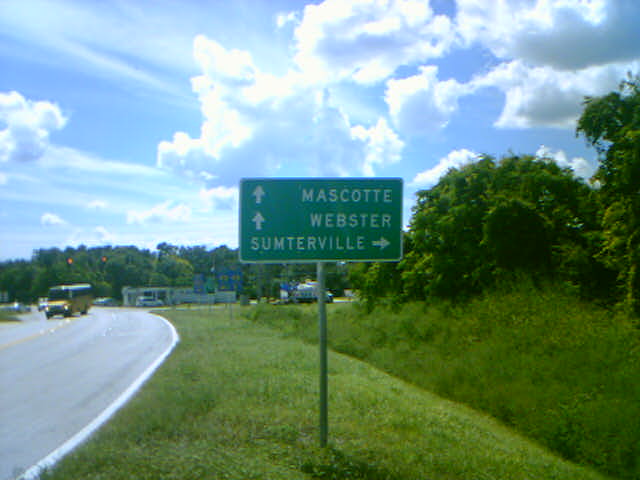 ↑ MASCOTTE
↑ WEBSTER
SUMTERVILLE →